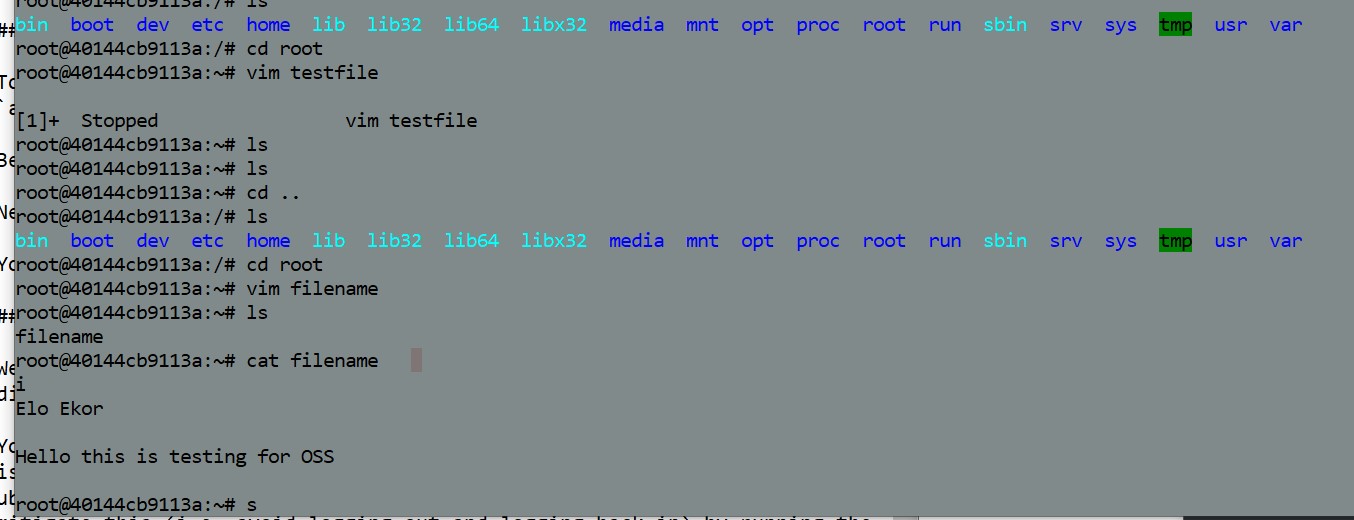 root@40144cb9113a:/# ls
bin boot dev etc home lib lib32 lib64 libx32 media mnt opt proc root run sbin srv sys tmp usr var
root@40144cb9113a:/# cd root
root@40144cb9113a:~# vim testfile
[1]+ Stopped vim testfile
root@40144cb9113a:~# ls
root@40144cb9113a:~# ls
root@40144cb9113a:~# cd ..
root@40144cb9113a:/# ls
bin boot dev etc home lib lib32 lib64 libx32 media mnt opt proc root run sbin srv sys tmp usr var
root@40144cb9113a:/# cd root
root@40144cb9113a:~# vim filename
root@40144cb9113a:~# ls
filename
root@40144cb9113a:~# cat filename
i
Elo Ekor
Hello this is testing for OSS
root@40144cb9113a:~# s